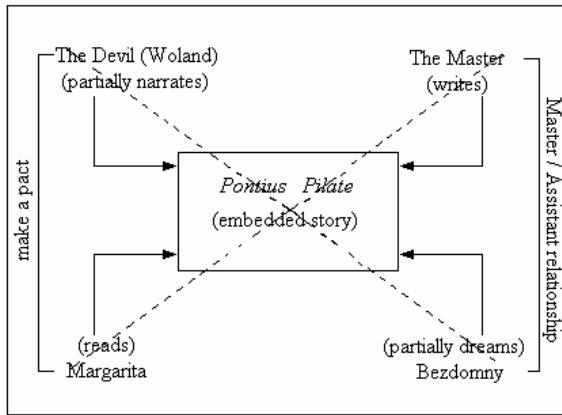 The Devil (Woland)
(partially narrates)
The Master
(writes)
make a pact
Pontius Pilate
(embedded story)
Master / Assistant relationship
(reads)
Margarita
(partially dreams)
Bezdomny